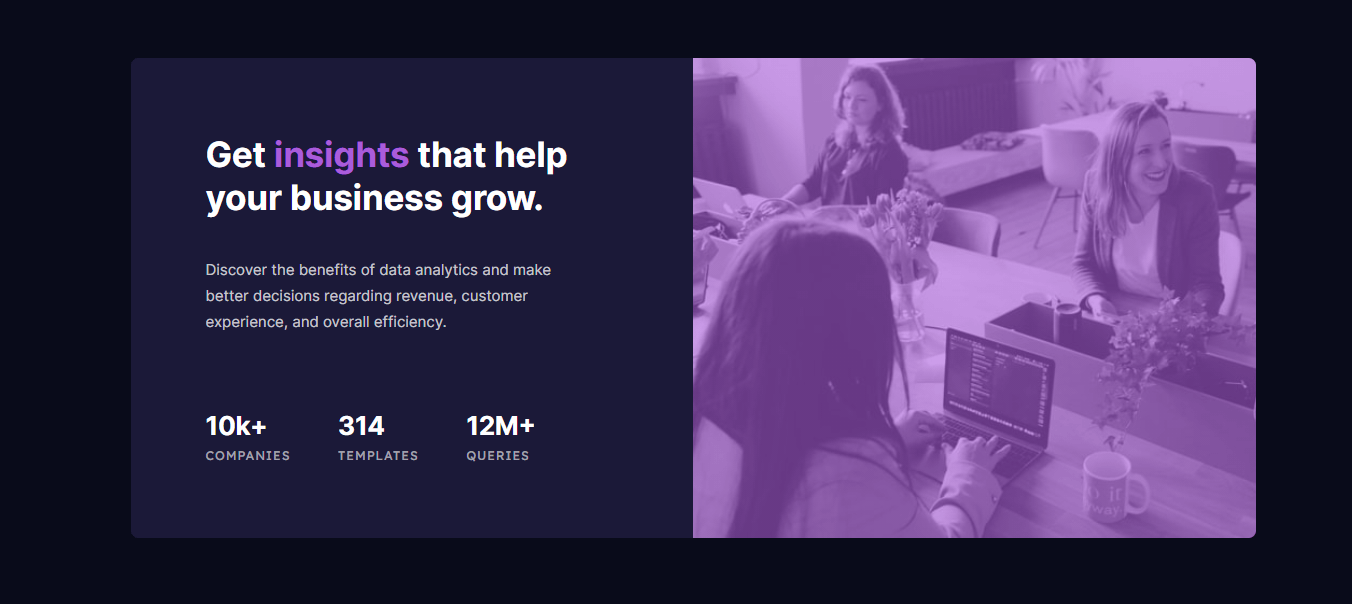 Get insights that help
your business grow.
Discover the benefits of data analytics and make
better decisions regarding revenue, customer
experience, and overall efficiency.
10k+ 314 12M+
COMPANIES TEMPLATES QUERIES
it